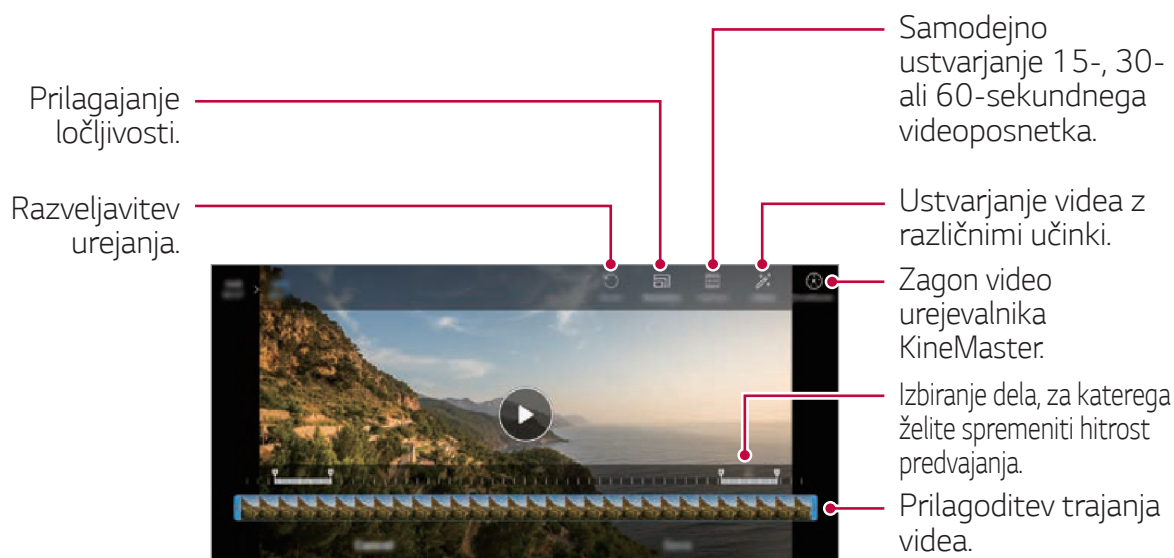 Prilagajanje
ločljivosti.
Razveljavitev
urejanja.
Samodejno
ustvarjanje 15-, 30-
ali 60-sekundnega
videoposnetka.
Ustvarjanje videa z
različnimi učinki.
Zagon video
urejevalnika
KineMaster.
Izbiranje dela, za katerega
želite spremeniti hitrost
predvajanja.
Prilagoditev trajanja
videa.